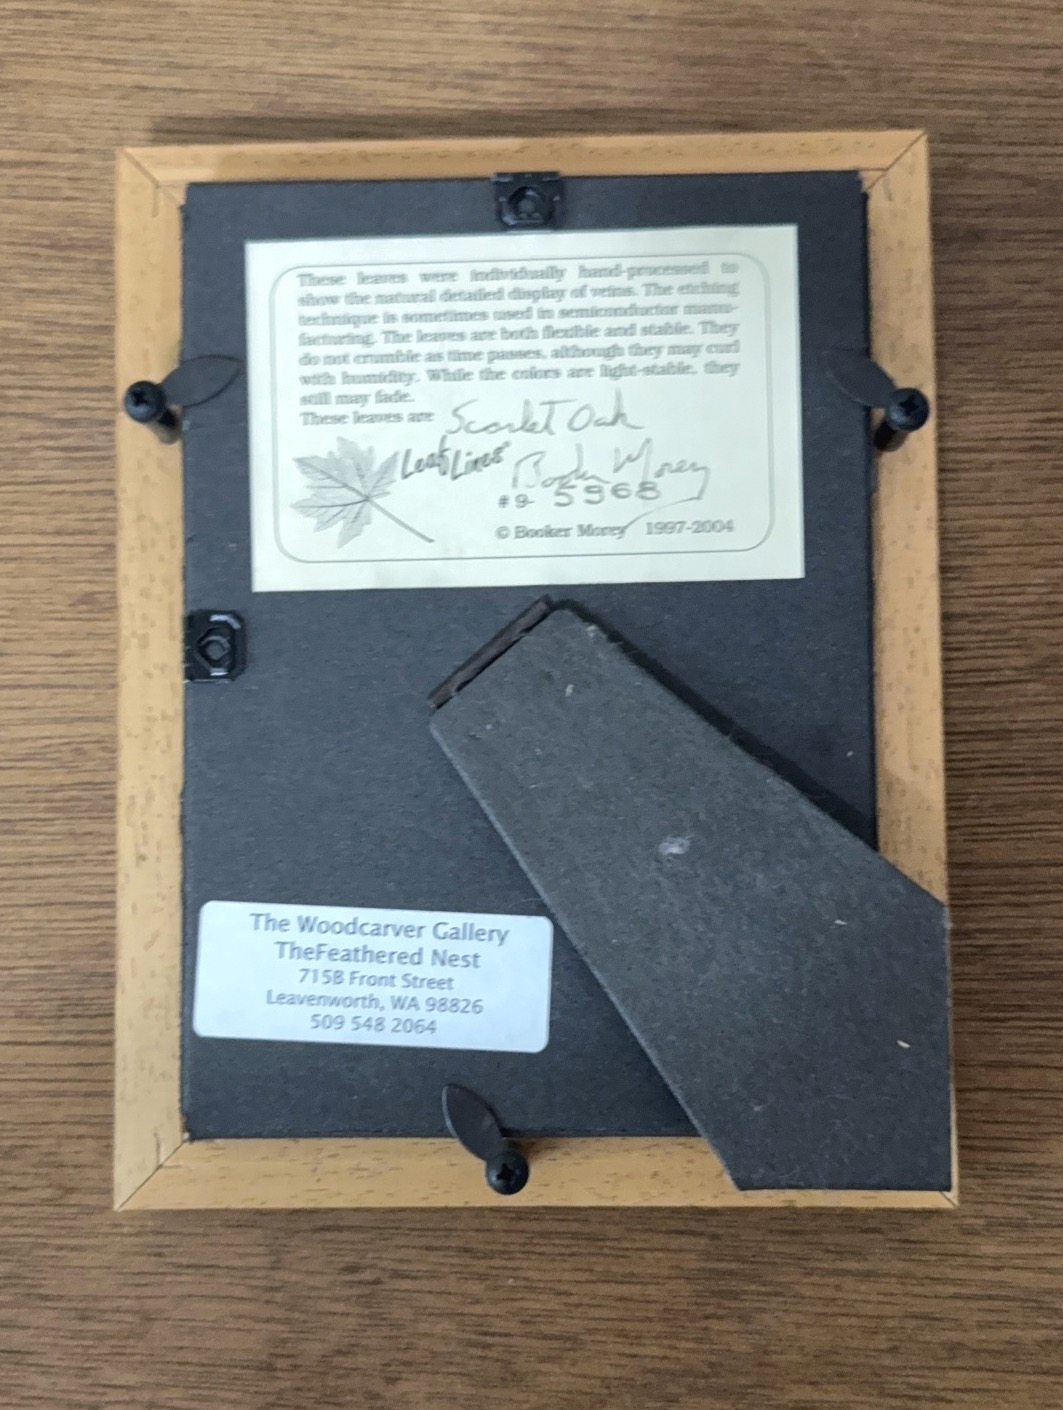 These leaves were individually hand-processed to
show the natural detailed display of veins. The etching
technique is sometimes used in semiconductor manu-
facturing. The leaves are both flexible and stable. They
do not crumble as time passes, although they may curl
with humidity. While the colors are light-stable, they
still may fade.
These leaves are Scarlet Oak
LeafLines® Booker Morey
#9- 5968
© Booker Morey 1997-2004
The Woodcarver Gallery
TheFeathered Nest
715B Front Street
Leavenworth, WA 98826
509 548 2064